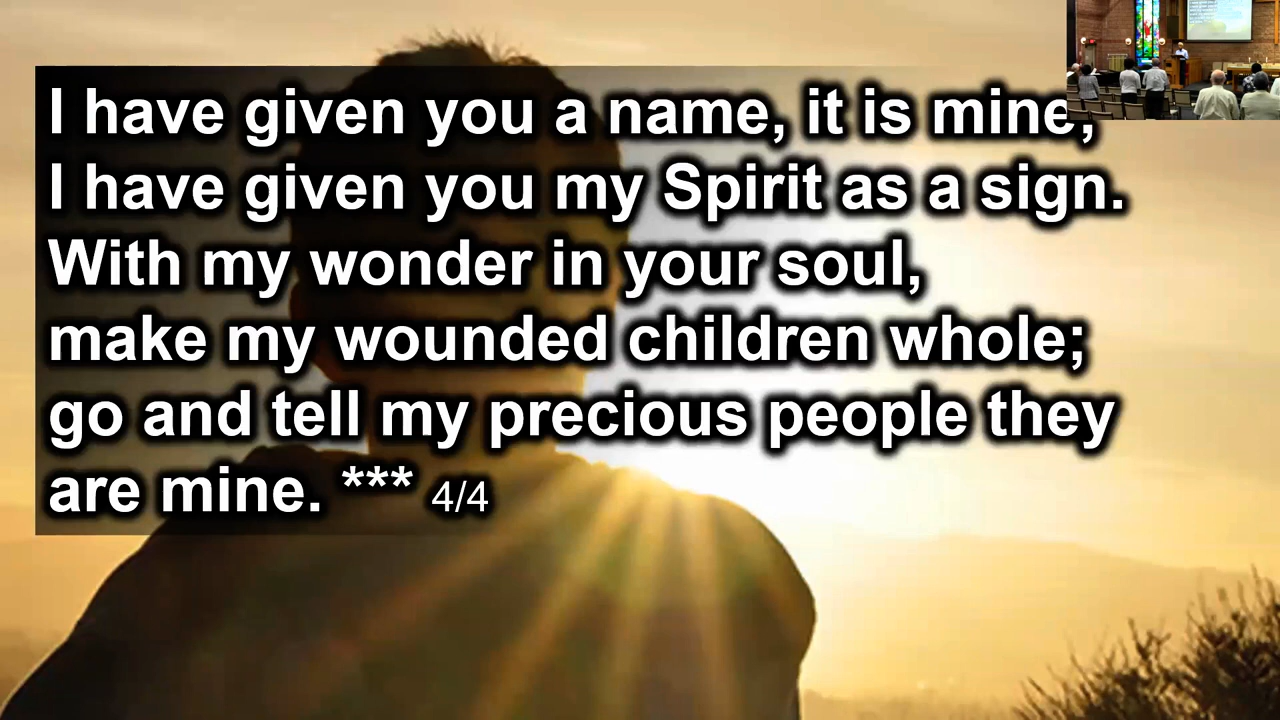 I have given you a name, it is mine,
I have given you my Spirit as a sign.
With my wonder in your soul,
make my wounded children whole;
go and tell my precious people they
are mine. *** 4/4